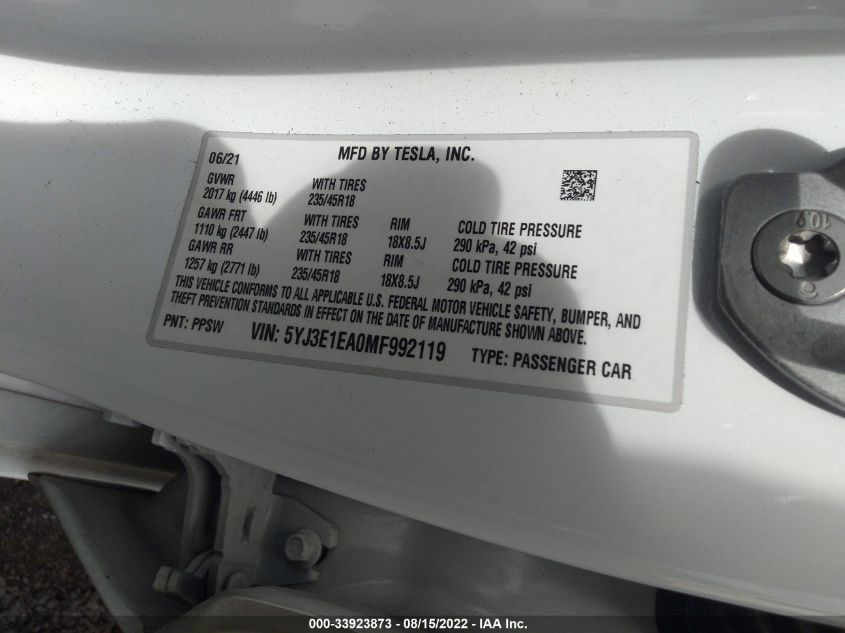 06/21 MFD BY TESLA, INC.
GVWR WITH TIRES
2017 kg (4446 lb) 235/45R18
GAWR FRT WITH TIRES RIM COLD TIRE PRESSURE
1110 kg (2447 lb) 235/45R18 18X8.5J 290 kPa, 42 psi
GAWR RR WITH TIRES RIM COLD TIRE PRESSURE
1257 kg (2771 lb) 235/45R18 18X8.5J 290 kPa, 42 psi
THIS VEHICLE CONFORMS TO ALL APPLICABLE U.S. FEDERAL MOTOR VEHICLE SAFETY, BUMPER, AND
THEFT PREVENTION STANDARDS IN EFFECT ON THE DATE OF MANUFACTURE SHOWN ABOVE.
PNT: PPSW VIN: 5YJ3E1EA0MF992119 TYPE: PASSENGER CAR
10.9
000-33923873 - 08/15/2022 - IAA Inc.